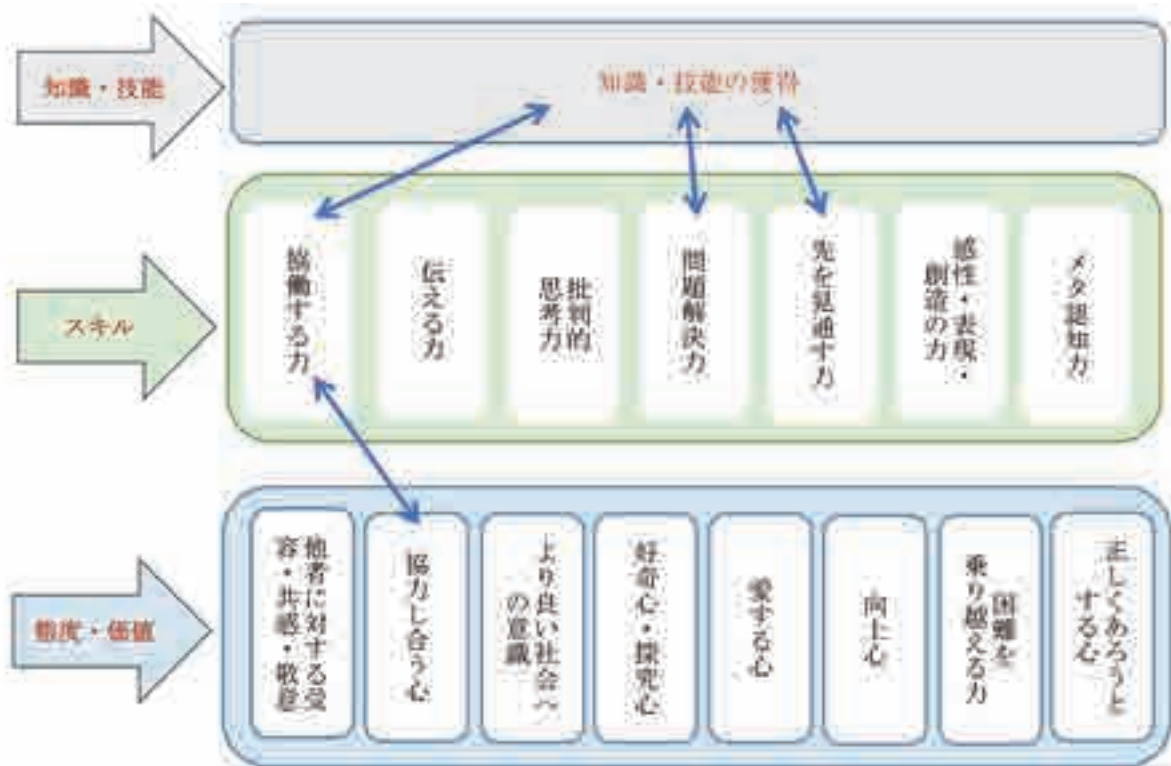 知識・技能
知識・技能の獲得
スキル
協働する力
伝える力
批判的
思考力
問題解決力
先を見通す力
感性・表現・
創造の力
メタ認知力
態度・価値
他者に対する受
容・共感・敬意
協力し合う心
より良い社会へ
の意識
好奇心・探究心
愛する心
向上心
困難を
乗り越える力
正しくあろうと
する心